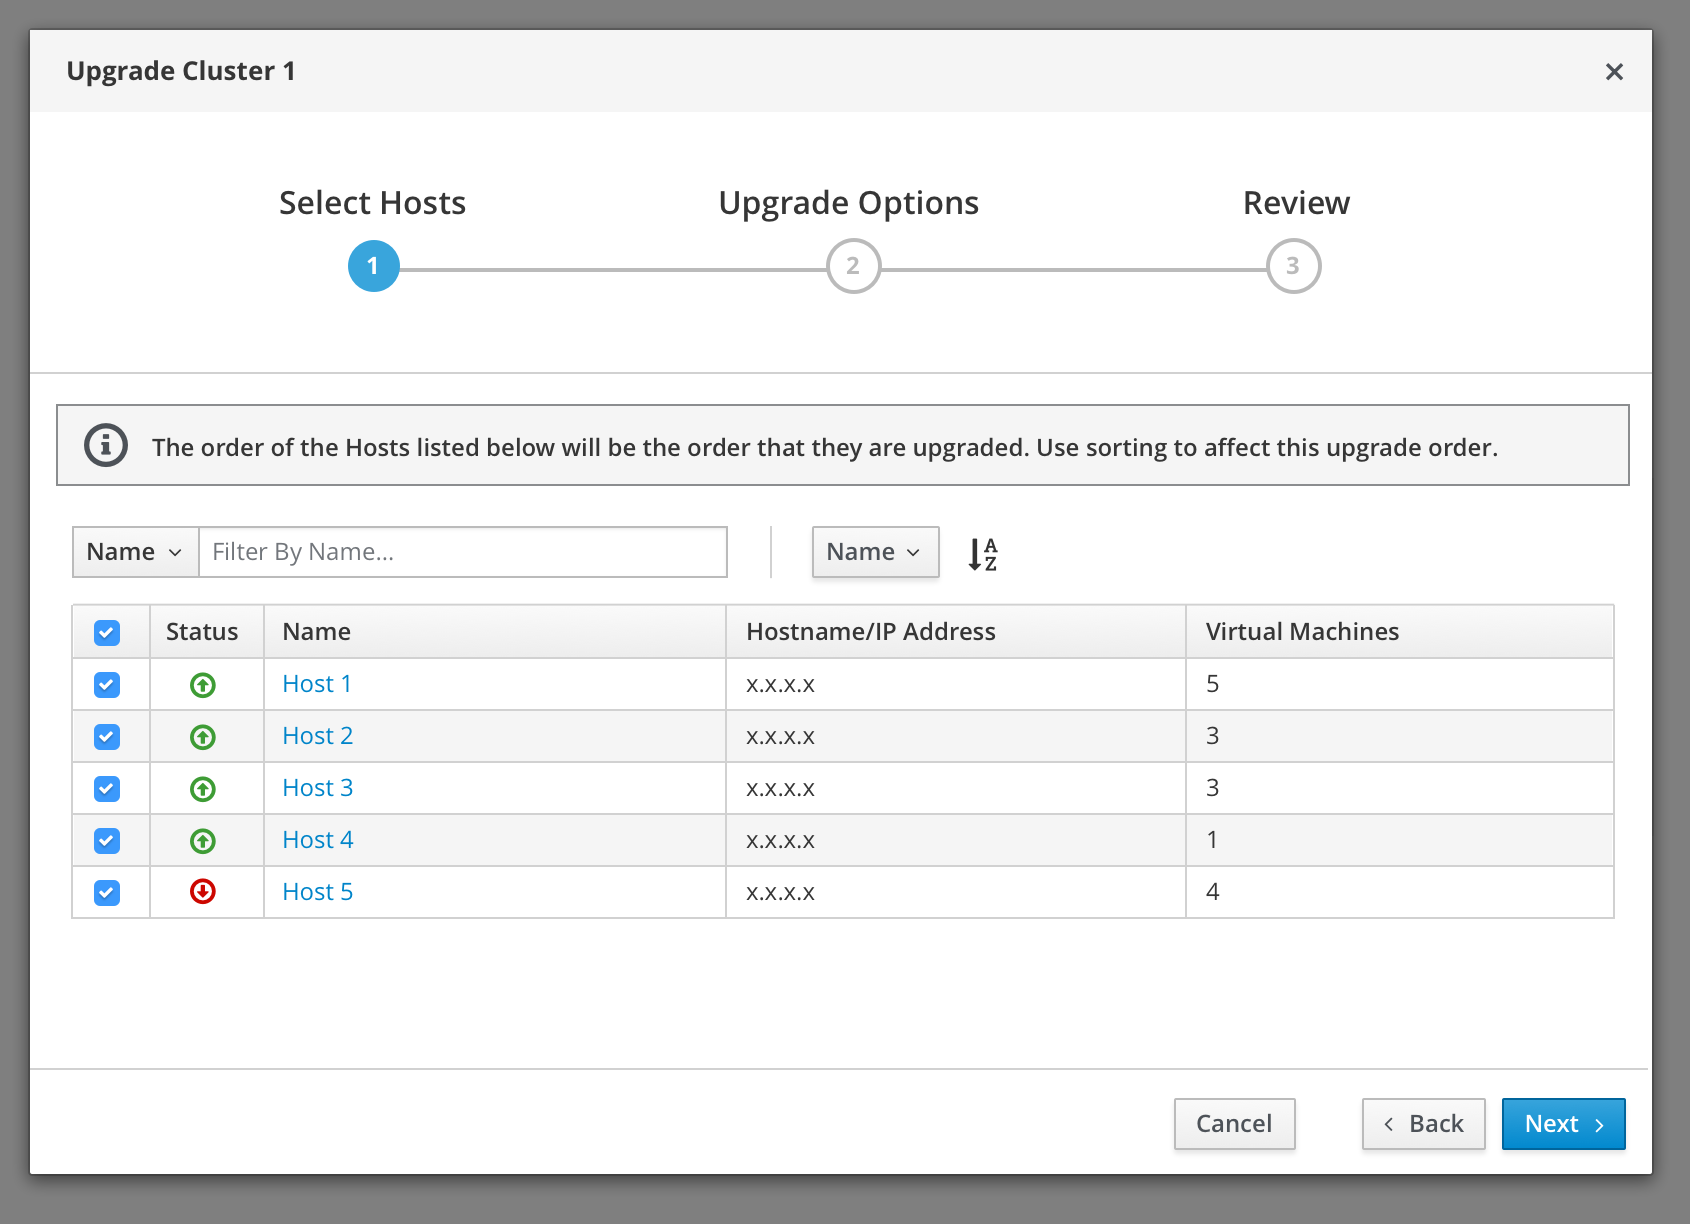 Upgrade Cluster 1
Select Hosts
Upgrade Options
Review
1
2
3
The order of the Hosts listed below will be the order that they are upgraded. Use sorting to affect this upgrade order.
Name
Filter By Name...
Name
A
Z
Status Name Hostname/IP Address Virtual Machines
Host 1 x.x.x.x 5
Host 2 x.x.x.x 3
Host 3 x.x.x.x 3
Host 4 x.x.x.x 1
Host 5 x.x.x.x 4
Cancel
Back
Next